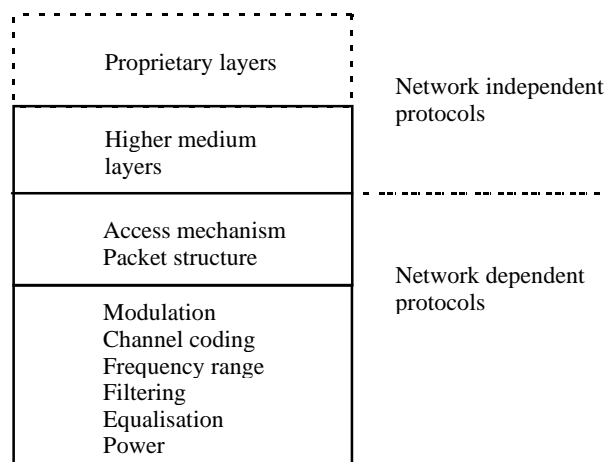 Proprietary layers
Network independent
protocols
Higher medium
layers
Access mechanism
Packet structure
Network dependent
protocols
Modulation
Channel coding
Frequency range
Filtering
Equalisation
Power